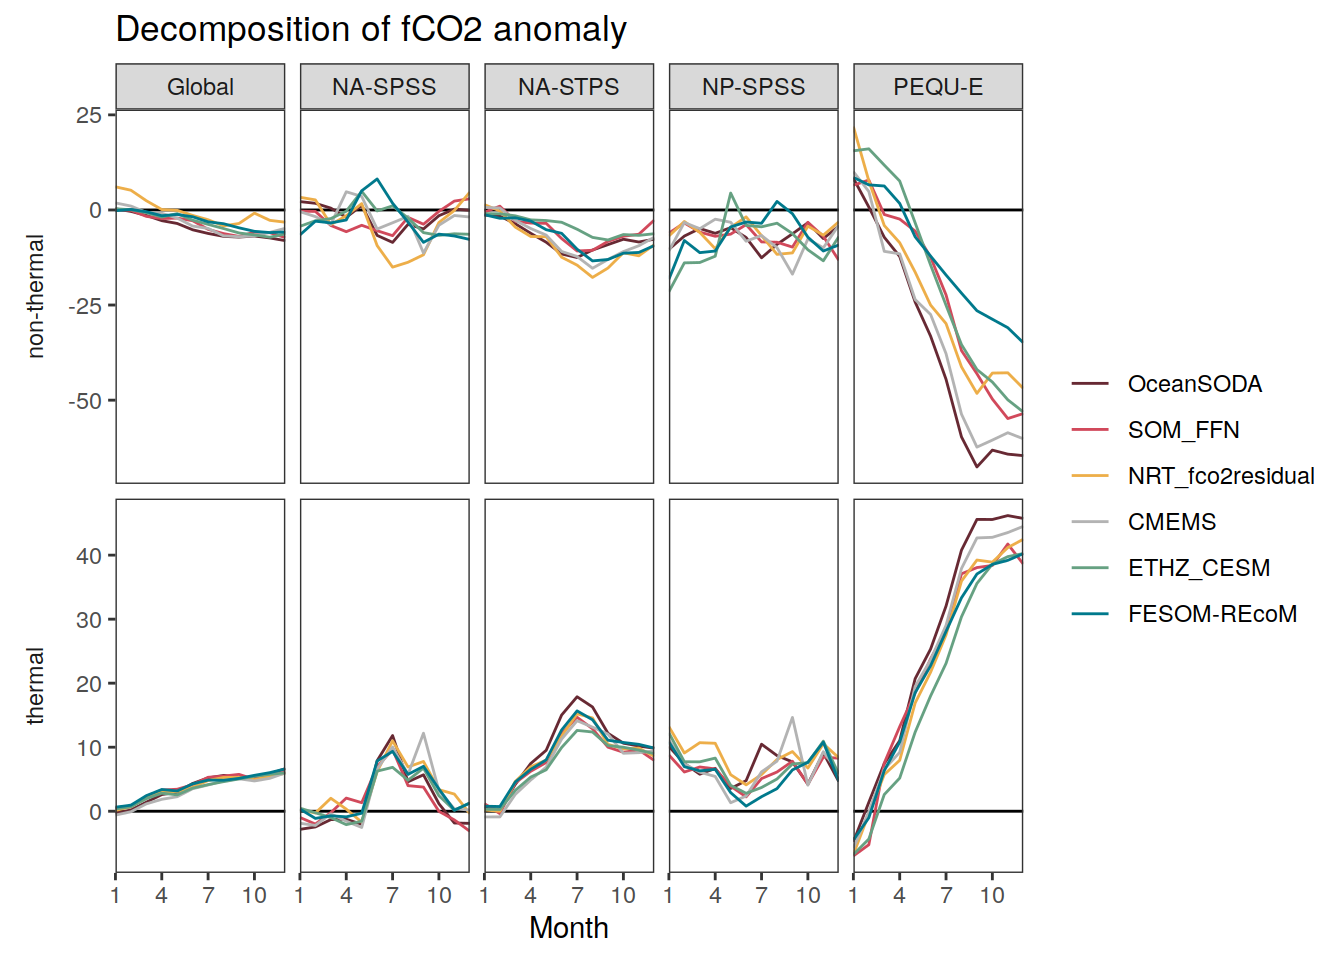 Decomposition of fCO2 anomaly
Global NA-SPSS NA-STPS NP-SPSS PEQU-E
non-thermal
25
0
-25
-50
thermal
40
30
20
10
0
1 4 7 10 1 4 7 10 1 4 7 10 1 4 7 10 1 4 7 10
Month
OceanSODA
SOM_FFN
NRT_fco2residual
CMEMS
ETHZ_CESM
FESOM-REcoM